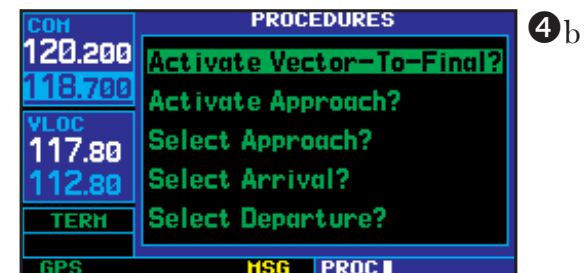 COM
120.200
118.700
VLOC
117.80
112.80
TERM
GPS
PROCEDURES
Activate Vector-To-Final?
Activate Approach?
Select Approach?
Select Arrival?
Select Departure?
MSG
PROC
4b